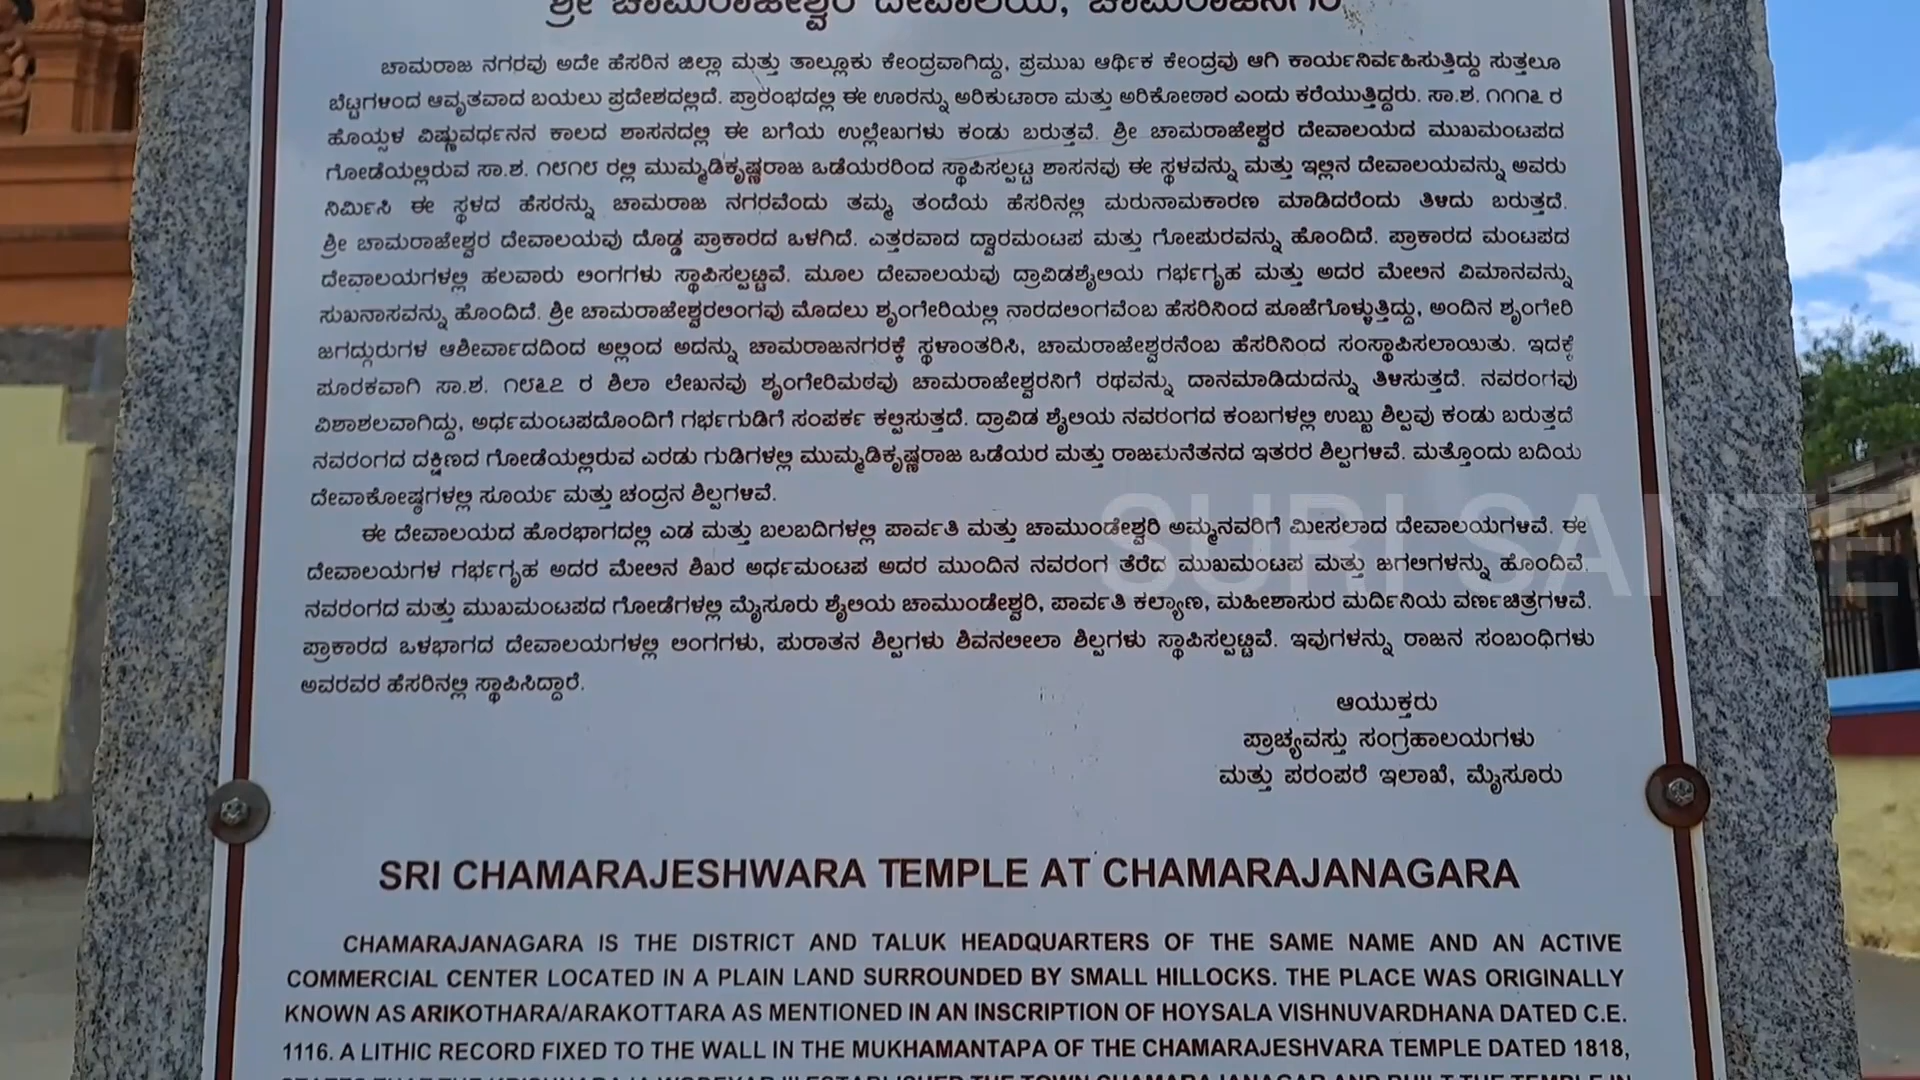 ಶ್ರೀ ಚಾಮರಾಜೇಶ್ವರ ದೇವಾಲಯ, ಚಾಮರಾಜನಗರ
ಚಾಮರಾಜ ನಗರವು ಅದೇ ಹೆಸರಿನ ಜಿಲ್ಲಾ ಮತ್ತು ತಾಲ್ಲೂಕು ಕೇಂದ್ರವಾಗಿದ್ದು, ಪ್ರಮುಖ ಆರ್ಥಿಕ ಕೇಂದ್ರವು ಆಗಿ ಕಾರ್ಯನಿರ್ವಹಿಸುತ್ತಿದ್ದು ಸುತ್ತಲೂ
ಬೆಟ್ಟಗಳಿಂದ ಆವೃತವಾದ ಬಯಲು ಪ್ರದೇಶದಲ್ಲಿದೆ. ಪ್ರಾರಂಭದಲ್ಲಿ ಈ ಊರನ್ನು ಅರಿಕುಟಾರಾ ಮತ್ತು ಅರಿಕೋಠಾರ ಎಂದು ಕರೆಯುತ್ತಿದ್ದರು. ಸಾ.ಶ. ೧೧೧೬ ರ
ಹೊಯ್ಸಳ ವಿಷ್ಣುವರ್ಧನನ ಕಾಲದ ಶಾಸನದಲ್ಲಿ ಈ ಬಗೆಯ ಉಲ್ಲೇಖಗಳು ಕಂಡು ಬರುತ್ತವೆ. ಶ್ರೀ ಚಾಮರಾಜೇಶ್ವರ ದೇವಾಲಯದ ಮುಖಮಂಟಪದ
ಗೋಡೆಯಲ್ಲಿರುವ ಸಾ.ಶ. ೧೮೧೮ ರಲ್ಲಿ ಮುಮ್ಮಡಿಕೃಷ್ಣರಾಜ ಒಡೆಯರರಿಂದ ಸ್ಥಾಪಿಸಲ್ಪಟ್ಟ ಶಾಸನವು ಈ ಸ್ಥಳವನ್ನು ಮತ್ತು ಇಲ್ಲಿನ ದೇವಾಲಯವನ್ನು ಅವರು
ನಿರ್ಮಿಸಿ ಈ ಸ್ಥಳದ ಹೆಸರನ್ನು ಚಾಮರಾಜ ನಗರವೆಂದು ತಮ್ಮ ತಂದೆಯ ಹೆಸರಿನಲ್ಲಿ ಮರುನಾಮಕಾರಣ ಮಾಡಿದರೆಂದು ತಿಳಿದು ಬರುತ್ತದೆ.
ಶ್ರೀ ಚಾಮರಾಜೇಶ್ವರ ದೇವಾಲಯವು ದೊಡ್ಡ ಪ್ರಾಕಾರದ ಒಳಗಿದೆ. ಎತ್ತರವಾದ ದ್ವಾರಮಂಟಪ ಮತ್ತು ಗೋಪುರವನ್ನು ಹೊಂದಿದೆ. ಪ್ರಾಕಾರದ ಮಂಟಪದ
ದೇವಾಲಯಗಳಲ್ಲಿ ಹಲವಾರು ಲಿಂಗಗಳು ಸ್ಥಾಪಿಸಲ್ಪಟ್ಟಿವೆ. ಮೂಲ ದೇವಾಲಯವು ದ್ರಾವಿಡಶೈಲಿಯ ಗರ್ಭಗೃಹ ಮತ್ತು ಅದರ ಮೇಲಿನ ವಿಮಾನವನ್ನು
ಸುಖನಾಸವನ್ನು ಹೊಂದಿದೆ. ಶ್ರೀ ಚಾಮರಾಜೇಶ್ವರಲಿಂಗವು ಮೊದಲು ಶೃಂಗೇರಿಯಲ್ಲಿ ನಾರದಲಿಂಗವೆಂಬ ಹೆಸರಿನಿಂದ ಪೂಜೆಗೊಳ್ಳುತ್ತಿದ್ದು, ಅಂದಿನ ಶೃಂಗೇರಿ
ಜಗದ್ಗುರುಗಳ ಆಶೀರ್ವಾದದಿಂದ ಅಲ್ಲಿಂದ ಅದನ್ನು ಚಾಮರಾಜನಗರಕ್ಕೆ ಸ್ಥಳಾಂತರಿಸಿ, ಚಾಮರಾಜೇಶ್ವರನೆಂಬ ಹೆಸರಿನಿಂದ ಸಂಸ್ಥಾಪಿಸಲಾಯಿತು. ಇದಕ್ಕೆ
ಪೂರಕವಾಗಿ ಸಾ.ಶ. ೧೮೬೭ ರ ಶಿಲಾ ಲೇಖನವು ಶೃಂಗೇರಿಮಠವು ಚಾಮರಾಜೇಶ್ವರನಿಗೆ ರಥವನ್ನು ದಾನಮಾಡಿದುದನ್ನು ತಿಳಿಸುತ್ತದೆ. ನವರಂಗವು
ವಿಶಾಶಲವಾಗಿದ್ದು, ಅರ್ಧಮಂಟಪದೊಂದಿಗೆ ಗರ್ಭಗುಡಿಗೆ ಸಂಪರ್ಕ ಕಲ್ಪಿಸುತ್ತದೆ. ದ್ರಾವಿಡ ಶೈಲಿಯ ನವರಂಗದ ಕಂಬಗಳಲ್ಲಿ ಉಬ್ಬು ಶಿಲ್ಪವು ಕಂಡು ಬರುತ್ತದೆ
ನವರಂಗದ ದಕ್ಷಿಣದ ಗೋಡೆಯಲ್ಲಿರುವ ಎರಡು ಗುಡಿಗಳಲ್ಲಿ ಮುಮ್ಮಡಿಕೃಷ್ಣರಾಜ ಒಡೆಯರ ಮತ್ತು ರಾಜಮನೆತನದ ಇತರರ ಶಿಲ್ಪಗಳಿವೆ. ಮತ್ತೊಂದು ಬದಿಯ
ದೇವಾಕೋಷ್ಠಗಳಲ್ಲಿ ಸೂರ್ಯ ಮತ್ತು ಚಂದ್ರನ ಶಿಲ್ಪಗಳಿವೆ.
ಈ ದೇವಾಲಯದ ಹೊರಭಾಗದಲ್ಲಿ ಎಡ ಮತ್ತು ಬಲಬದಿಗಳಲ್ಲಿ ಪಾರ್ವತಿ ಮತ್ತು ಚಾಮುಂಡೇಶ್ವರಿ ಅಮ್ಮನವರಿಗೆ ಮೀಸಲಾದ ದೇವಾಲಯಗಳಿವೆ. ಈ
ದೇವಾಲಯಗಳ ಗರ್ಭಗೃಹ ಅದರ ಮೇಲಿನ ಶಿಖರ ಅರ್ಧಮಂಟಪ ಅದರ ಮುಂದಿನ ನವರಂಗ ತೆರೆದ ಮುಖಮಂಟಪ ಮತ್ತು ಜಗಲಿಗಳನ್ನು ಹೊಂದಿವೆ.
ನವರಂಗದ ಮತ್ತು ಮುಖಮಂಟಪದ ಗೋಡೆಗಳಲ್ಲಿ ಮೈಸೂರು ಶೈಲಿಯ ಚಾಮುಂಡೇಶ್ವರಿ, ಪಾರ್ವತಿ ಕಲ್ಯಾಣ, ಮಹೀಶಾಸುರ ಮರ್ದಿನಿಯ ವರ್ಣಚಿತ್ರಗಳಿವೆ.
ಪ್ರಾಕಾರದ ಒಳಭಾಗದ ದೇವಾಲಯಗಳಲ್ಲಿ ಲಿಂಗಗಳು, ಪುರಾತನ ಶಿಲ್ಪಗಳು ಶಿವನಲೀಲಾ ಶಿಲ್ಪಗಳು ಸ್ಥಾಪಿಸಲ್ಪಟ್ಟಿವೆ. ಇವುಗಳನ್ನು ರಾಜನ ಸಂಬಂಧಿಗಳು
ಅವರವರ ಹೆಸರಿನಲ್ಲಿ ಸ್ಥಾಪಿಸಿದ್ದಾರೆ.
ಆಯುಕ್ತರು
ಪ್ರಾಚ್ಯವಸ್ತು ಸಂಗ್ರಹಾಲಯಗಳು
ಮತ್ತು ಪರಂಪರೆ ಇಲಾಖೆ, ಮೈಸೂರು
SURI SANTE
SRI CHAMARAJESHWARA TEMPLE AT CHAMARAJANAGARA
CHAMARAJANAGARA IS THE DISTRICT AND TALUK HEADQUARTERS OF THE SAME NAME AND AN ACTIVE
COMMERCIAL CENTER LOCATED IN A PLAIN LAND SURROUNDED BY SMALL HILLOCKS. THE PLACE WAS ORIGINALLY
KNOWN AS ARIKOTHARA/ARAKOTTARA AS MENTIONED IN AN INSCRIPTION OF HOYSALA VISHNUVARDHANA DATED C.E.
1116. A LITHIC RECORD FIXED TO THE WALL IN THE MUKHAMANTAPA OF THE CHAMARAJESHVARA TEMPLE DATED 1818,